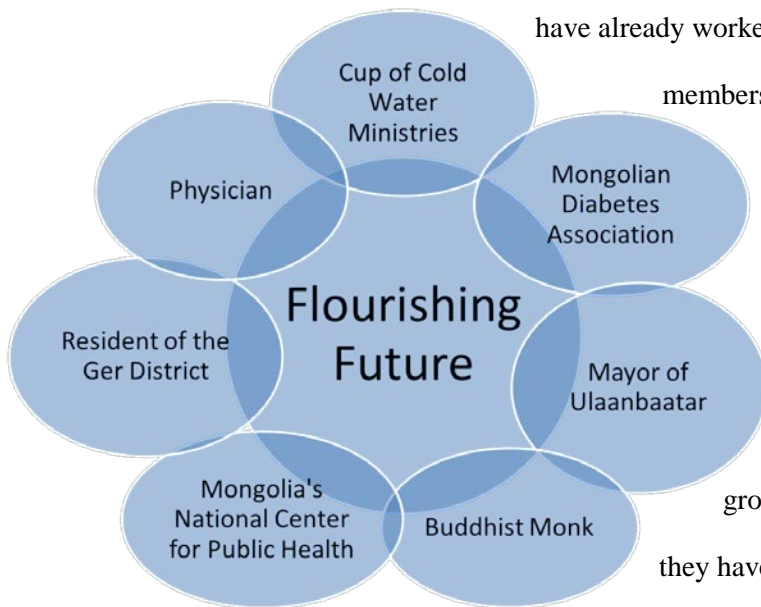 have already worke
members
Cup of Cold
Water
Ministries
Physician
Mongolian
Diabetes
Association
Flourishing
Future
Resident of the
Ger District
Mayor of
Ulaanbaatar
Mongolia's
National Center
for Public Health
Buddhist Monk
gro
they have